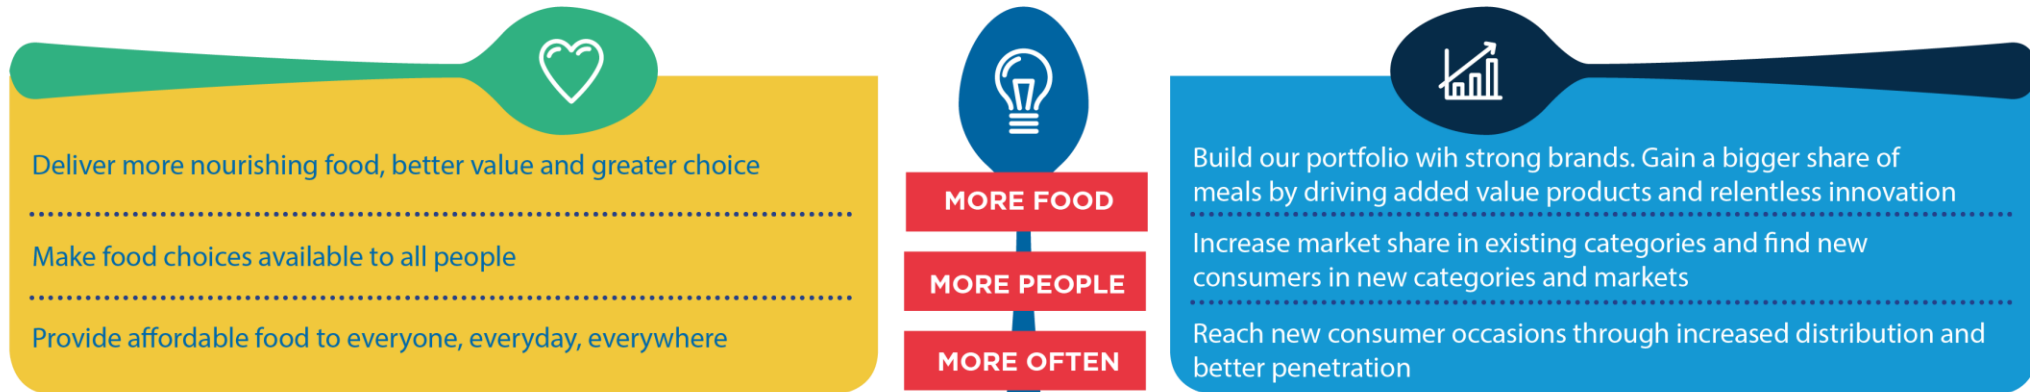 Deliver more nourishing food, better value and greater choice
Make food choices available to all people
Provide affordable food to everyone, everyday, everywhere
MORE FOOD
MORE PEOPLE
MORE OFTEN
Build our portfolio wih strong brands. Gain a bigger share of
meals by driving added value products and relentless innovation
Increase market share in existing categories and find new
consumers in new categories and markets
Reach new consumer occasions through increased distribution and
better penetration